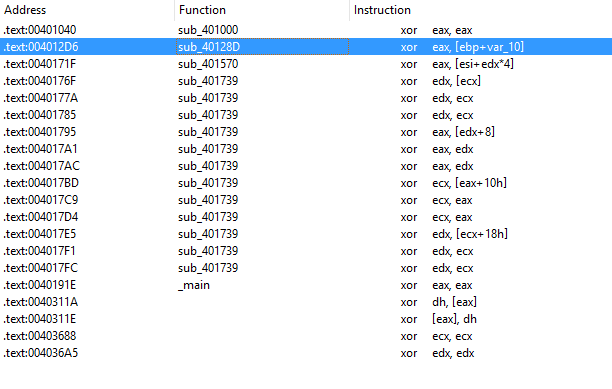 Address Function Instruction
.text:00401040 sub_401000 xor eax, eax
.text:004012D6 sub_40128D xor eax, [ebp+var_10]
.text:0040171F sub_401570 xor eax, [esi+edx*4]
.text:0040176F sub_401739 xor edx, [ecx]
.text:0040177A sub_401739 xor edx, ecx
.text:00401785 sub_401739 xor edx, ecx
.text:00401795 sub_401739 xor eax, [edx+8]
.text:004017A1 sub_401739 xor eax, edx
.text:004017AC sub_401739 xor eax, edx
.text:004017BD sub_401739 xor ecx, [eax+10h]
.text:004017C9 sub_401739 xor ecx, eax
.text:004017D4 sub_401739 xor ecx, eax
.text:004017E5 sub_401739 xor edx, [ecx+18h]
.text:004017F1 sub_401739 xor edx, ecx
.text:004017FC sub_401739 xor edx, ecx
.text:0040191E _main xor eax, eax
.text:0040311A xor dh, [eax]
.text:0040311E xor [eax], dh
.text:00403688 xor ecx, ecx
.text:004036A5 xor edx, edx